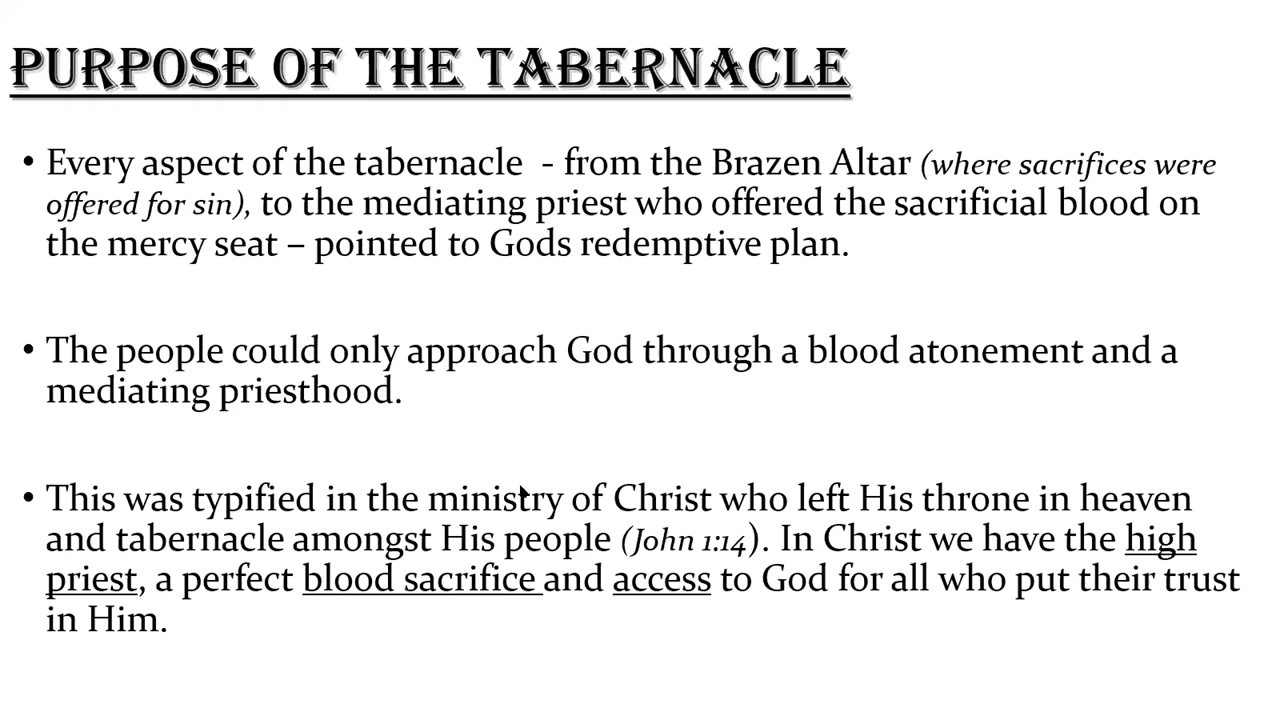 PURPOSE OF THE TABERNACLE
• Every aspect of the tabernacle - from the Brazen Altar (where sacrifices were
offered for sin), to the mediating priest who offered the sacrificial blood on
the mercy seat – pointed to Gods redemptive plan.
• The people could only approach God through a blood atonement and a
mediating priesthood.
• This was typified in the ministry of Christ who left His throne in heaven
and tabernacle amongst His people (John 1:14). In Christ we have the high
priest, a perfect blood sacrifice and access to God for all who put their trust
in Him.